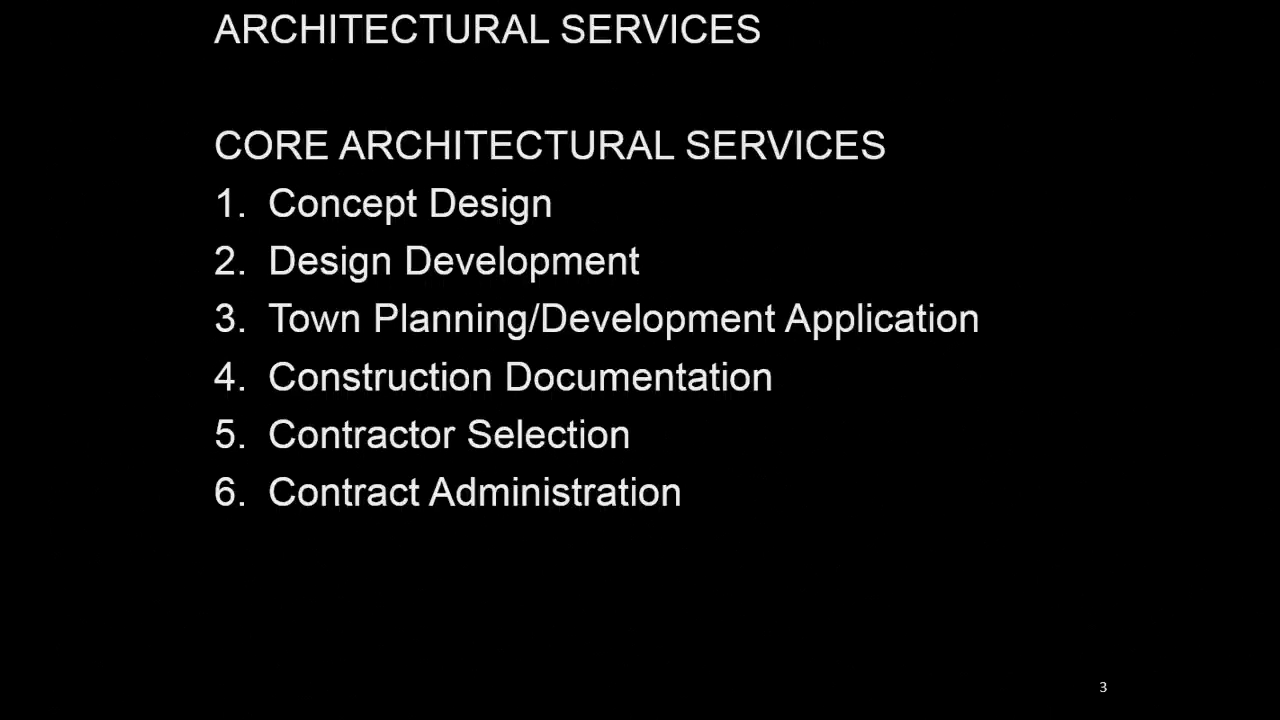 ARCHITECTURAL SERVICES
CORE ARCHITECTURAL SERVICES
1. Concept Design
2. Design Development
3. Town Planning/Development Application
4. Construction Documentation
5. Contractor Selection
6. Contract Administration
3